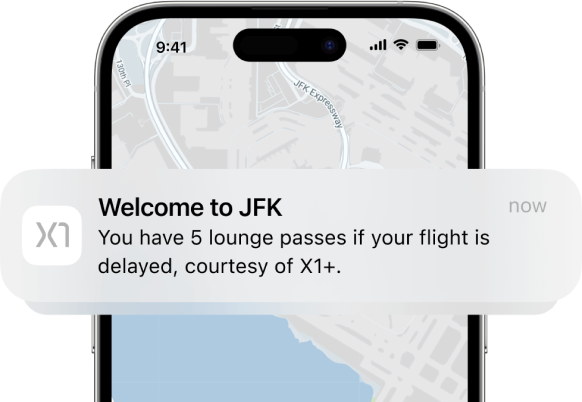 130th Pl
9:41
JFK Expressway
X1
Welcome to JFK
now
You have 5 lounge passes if your flight is
delayed, courtesy of X1+.